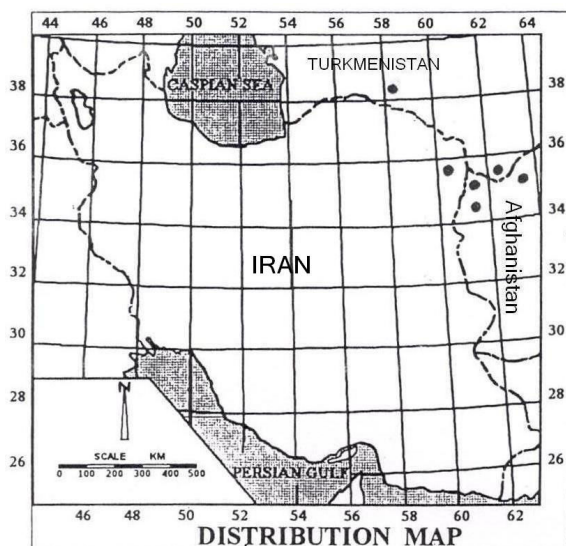 44 46 48 50 52 54 56 58 60 61 62 63 64
TURKMENISTAN
CASPIAN SEA
38 38
36 36
34 34
Afghanistan
IRAN
32 32
30 30
28 28
N
SCALE KM
0 100 200 300 400 500
PERSIAN GULF
26 26
46 48 50 52 54 56 58 60 62
DISTRIBUTION MAP